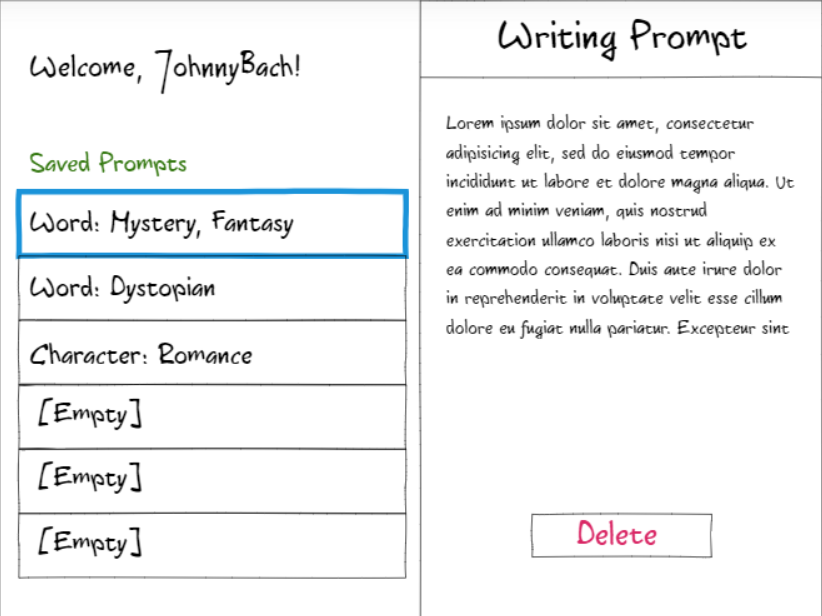 Welcome, JohnnyBach!
Saved Prompts
Word: Mystery, Fantasy
Word: Dystopian
Character: Romance
[Empty]
[Empty]
[Empty]
Writing Prompt
Lorem ipsum dolor sit amet, consectetur
adipisicing elit, sed do eiusmod tempor
incididunt ut labore et dolore magna aliqua. Ut
enim ad minim veniam, quis nostrud
exercitation ullamco laboris nisi ut aliquip ex
ea commodo consequat. Duis aute irure dolor
in reprehenderit in voluptate velit esse cillum
dolore eu fugiat nulla pariatur. Excepteur sint
Delete